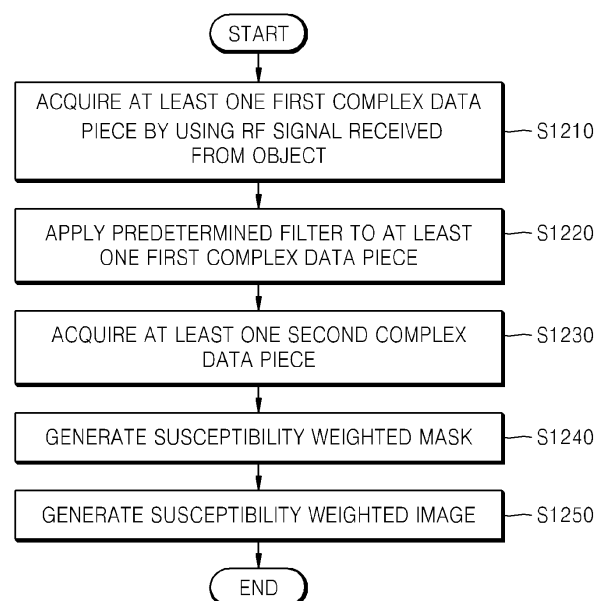 START
ACQUIRE AT LEAST ONE FIRST COMPLEX DATA
PIECE BY USING RF SIGNAL RECEIVED
FROM OBJECT
S1210
APPLY PREDETERMINED FILTER TO AT LEAST
ONE FIRST COMPLEX DATA PIECE
S1220
ACQUIRE AT LEAST ONE SECOND COMPLEX
DATA PIECE
S1230
GENERATE SUSCEPTIBILITY WEIGHTED MASK
S1240
GENERATE SUSCEPTIBILITY WEIGHTED IMAGE
S1250
END